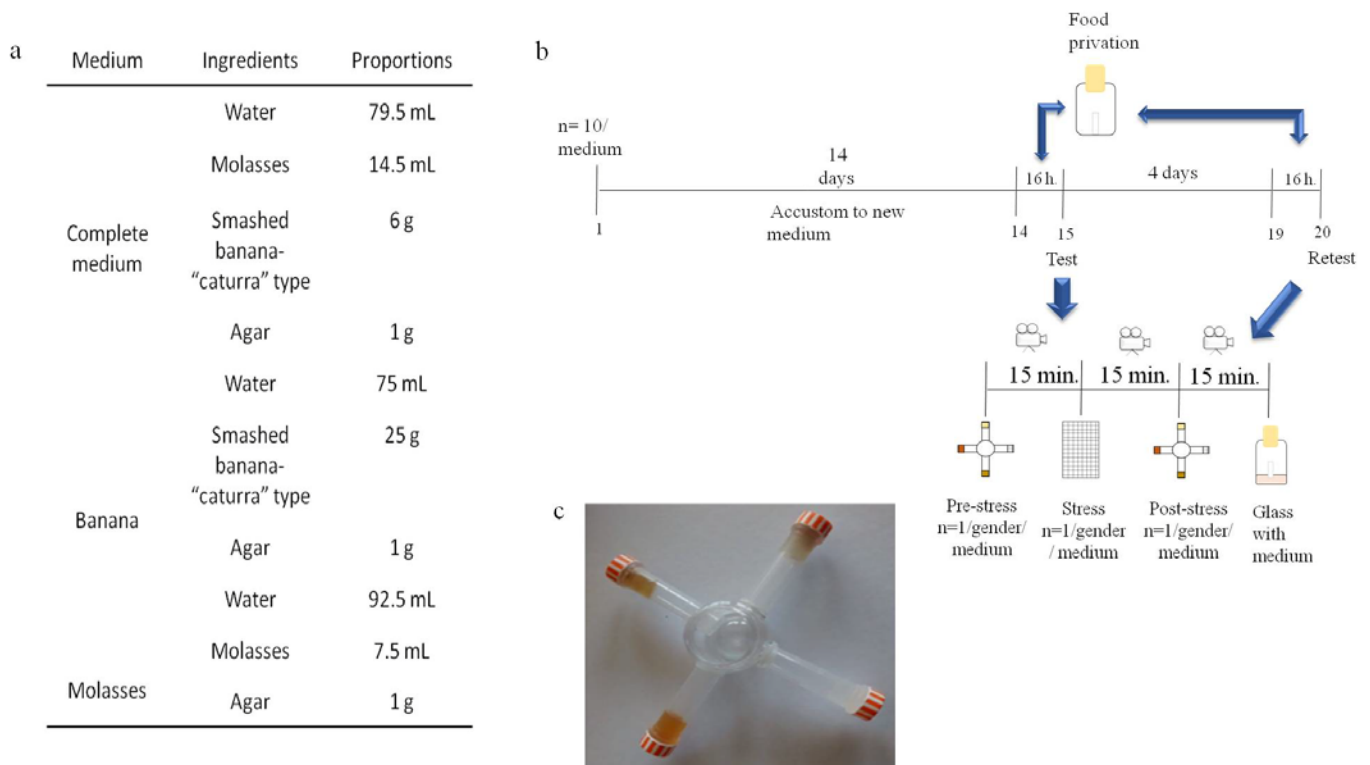 a
Medium Ingredients Proportions
Water 79.5 mL
Molasses 14.5 mL
Complete
medium
Smashed
banana-
“caturra” type
6 g
Agar 1 g
Water 75 mL
Smashed
banana-
“caturra” type
25 g
Banana
Agar 1 g
Water 92.5 mL
Molasses 7.5 mL
Molasses
Agar 1 g
b
Food
privation
n= 10/
medium
14
days
16 h.
4 days
16 h.
1
Accustom to new
medium
14
15
19
20
Test
Retest
15 min.
15 min.
15 min.
Pre-stress
n=1/gender/
medium
Stress
n=1/gender
/medium
Post-stress
n=1/gender/
medium
Glass
with
medium
c